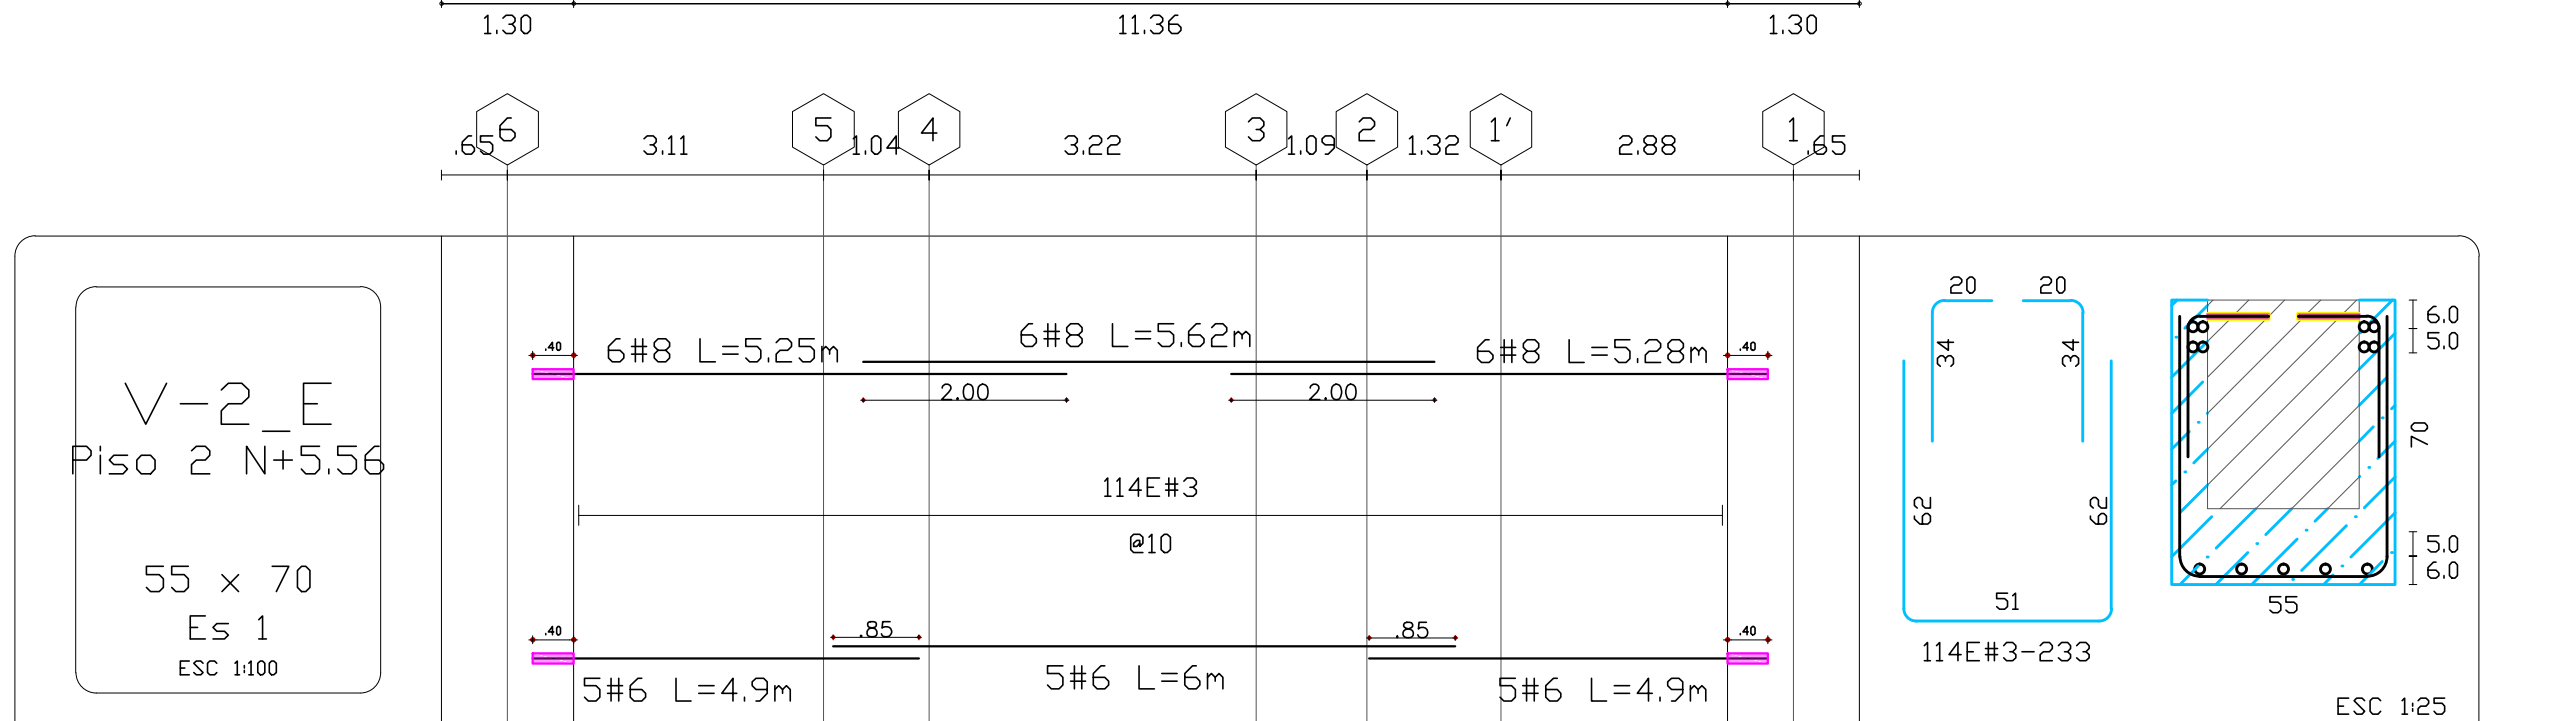 1.30 11.36 1.30
6 5 4 3 2 1' 1
.65 3.11 1.04 3.22 1.09 1.32 2.88 .65
V-2_E
Piso 2 N+5.56
55 x 70
Es 1
ESC 1:100
.40 6#8 L=5.25m 6#8 L=5.62m 6#8 L=5.28m .40
2.00 2.00
114E#3
@10
.40 .85 .85 .40
5#6 L=4.9m 5#6 L=6m 5#6 L=4.9m
20 20
34 34
62 62
51
114E#3-233
6.0
5.0
70
5.0
6.0
55
ESC 1:25